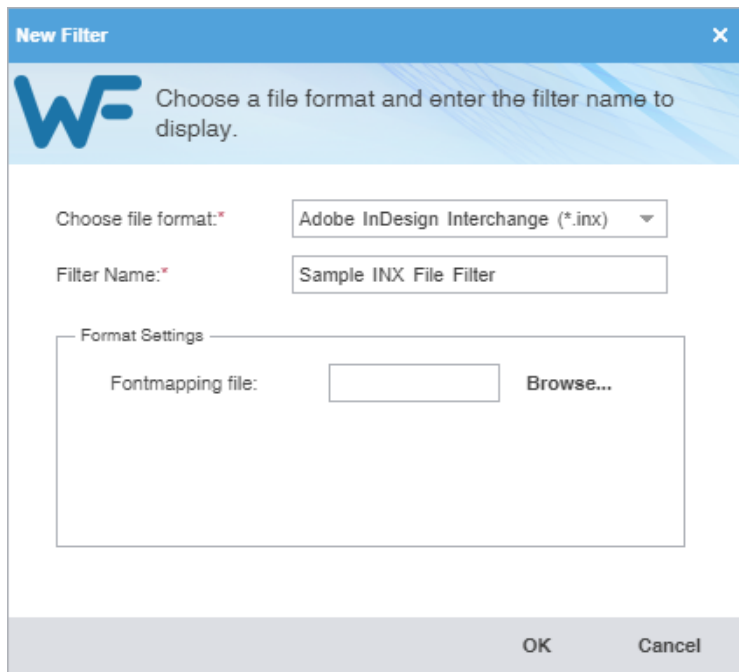 New Filter
WF
Choose a file format and enter the filter name to
display.
Choose file format:* Adobe InDesign Interchange (*.inx)
Filter Name:* Sample INX File Filter
Format Settings
Fontmapping file: Browse...
OK Cancel